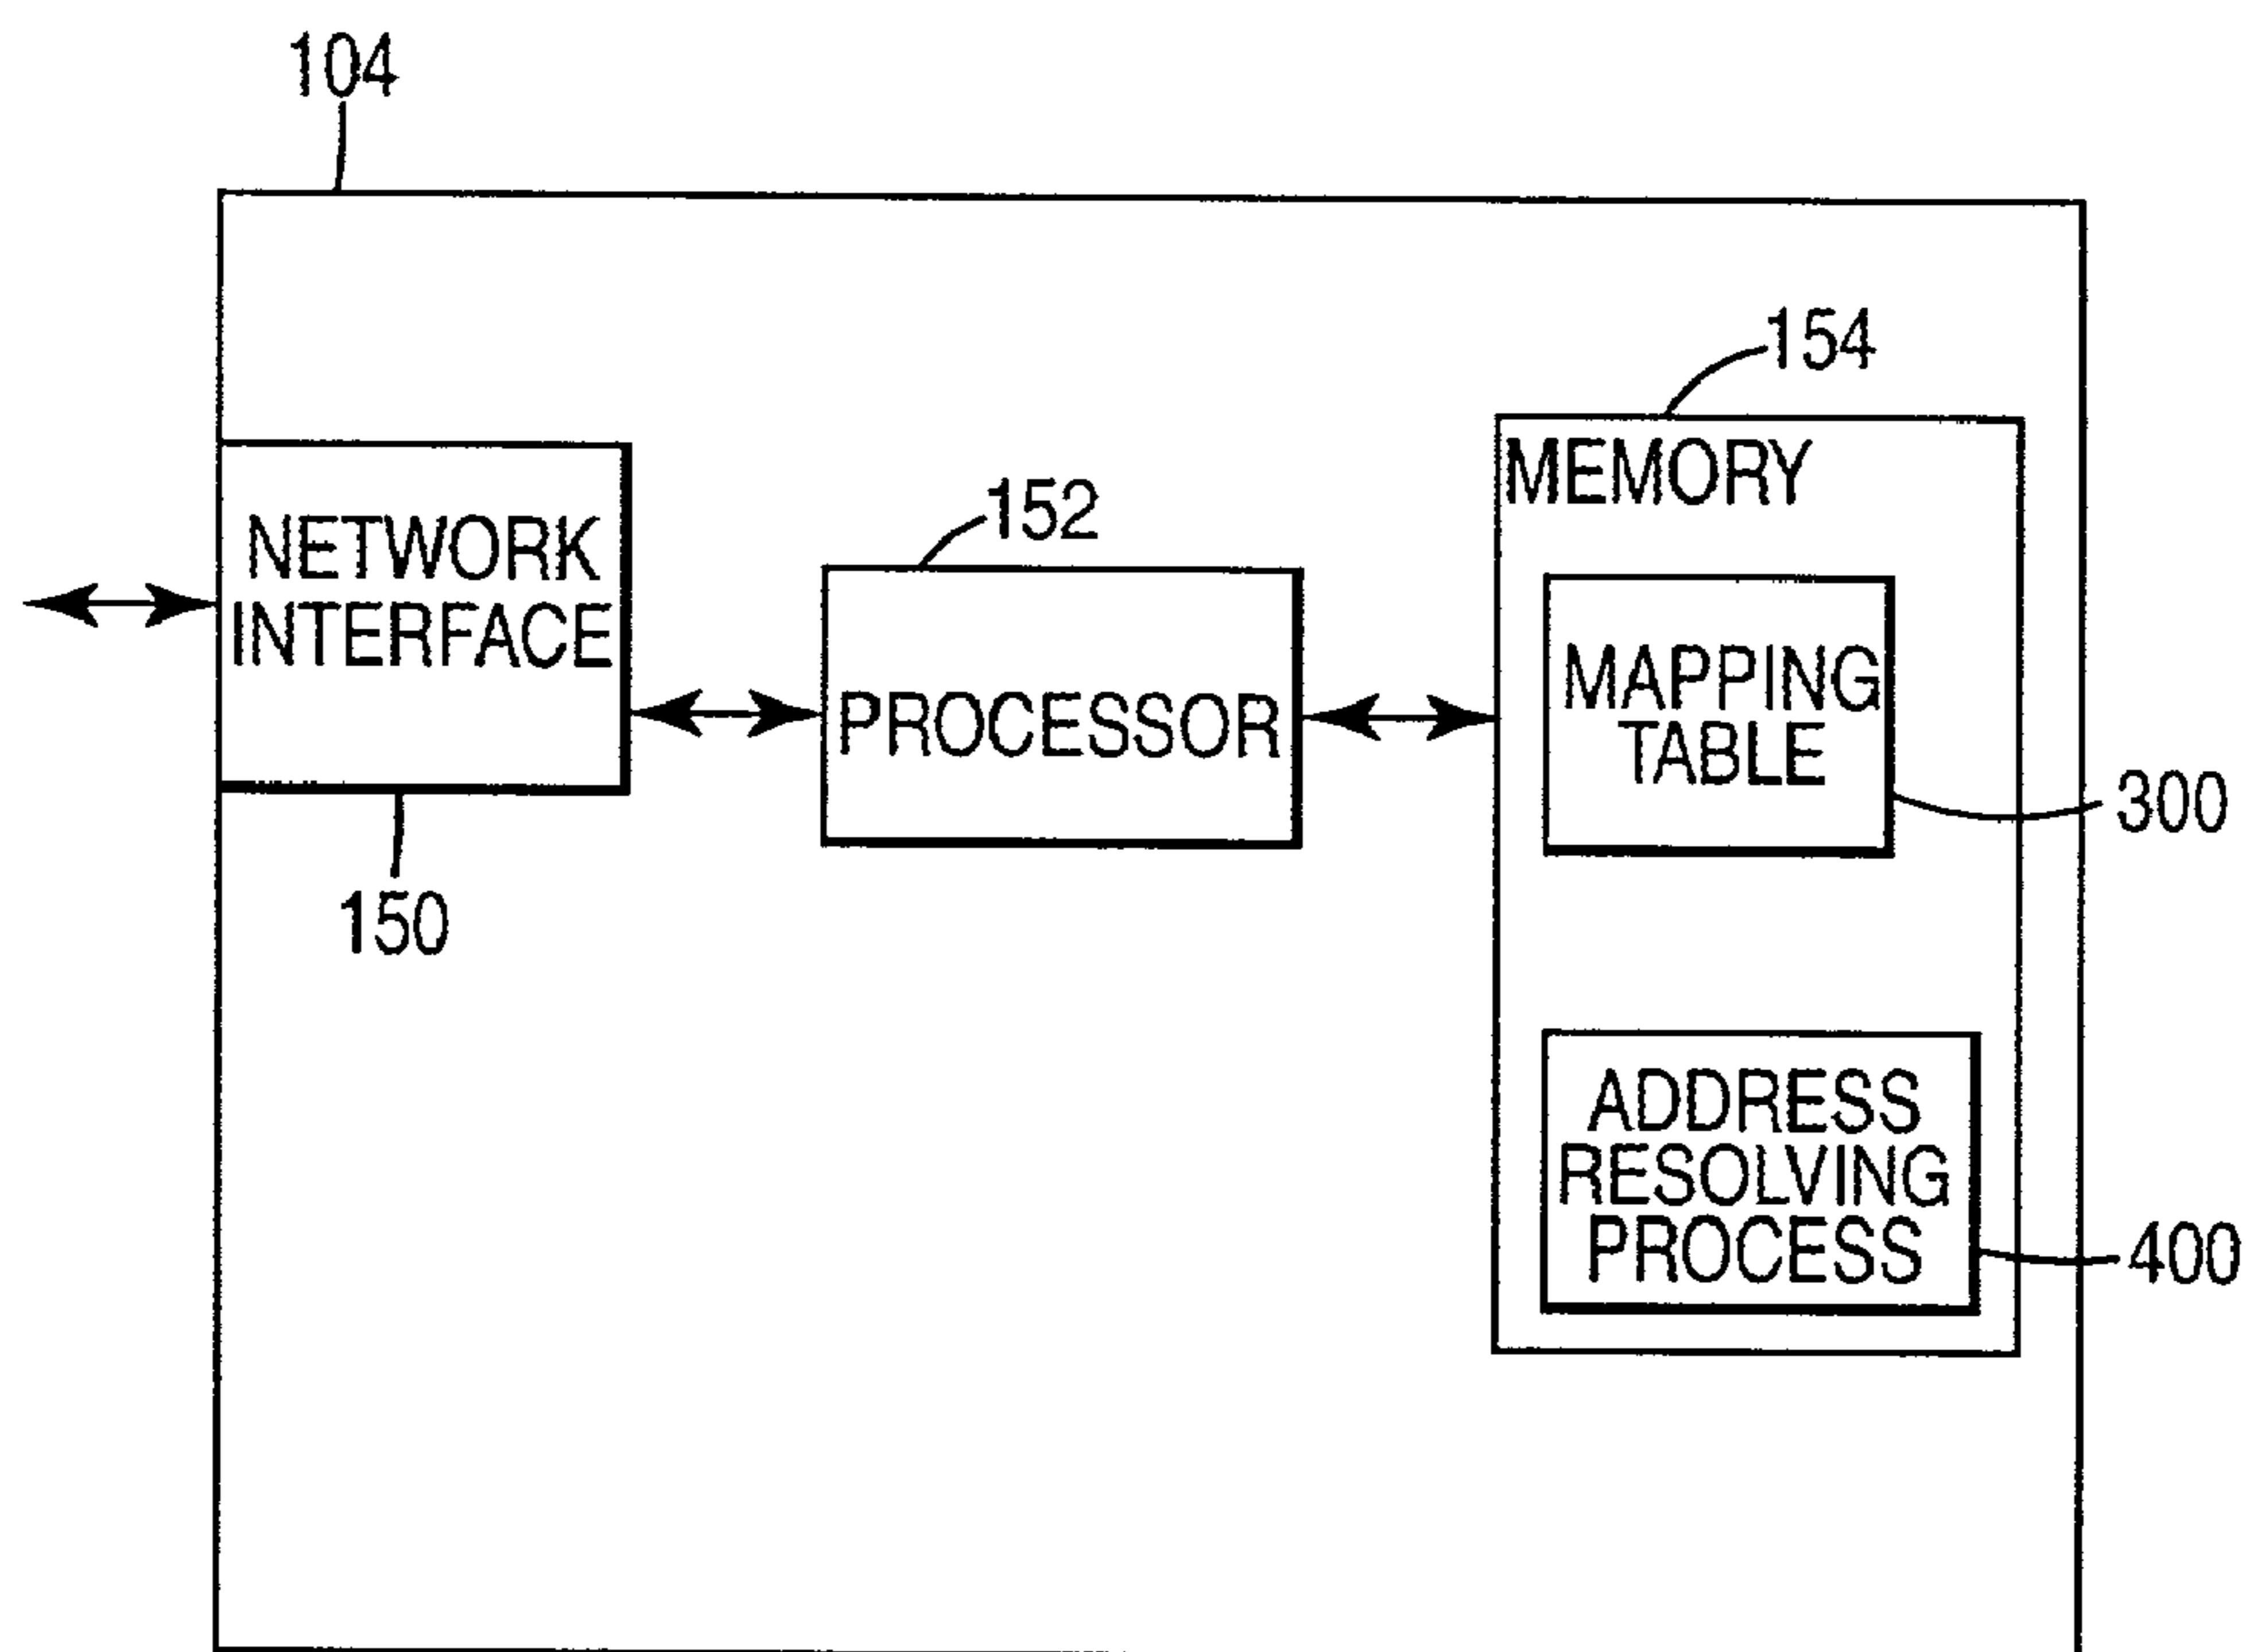 104
154
MEMORY
152
NETWORK
INTERFACE
PROCESSOR
MAPPING
TABLE
300
150
ADDRESS
RESOLVING
PROCESS
400